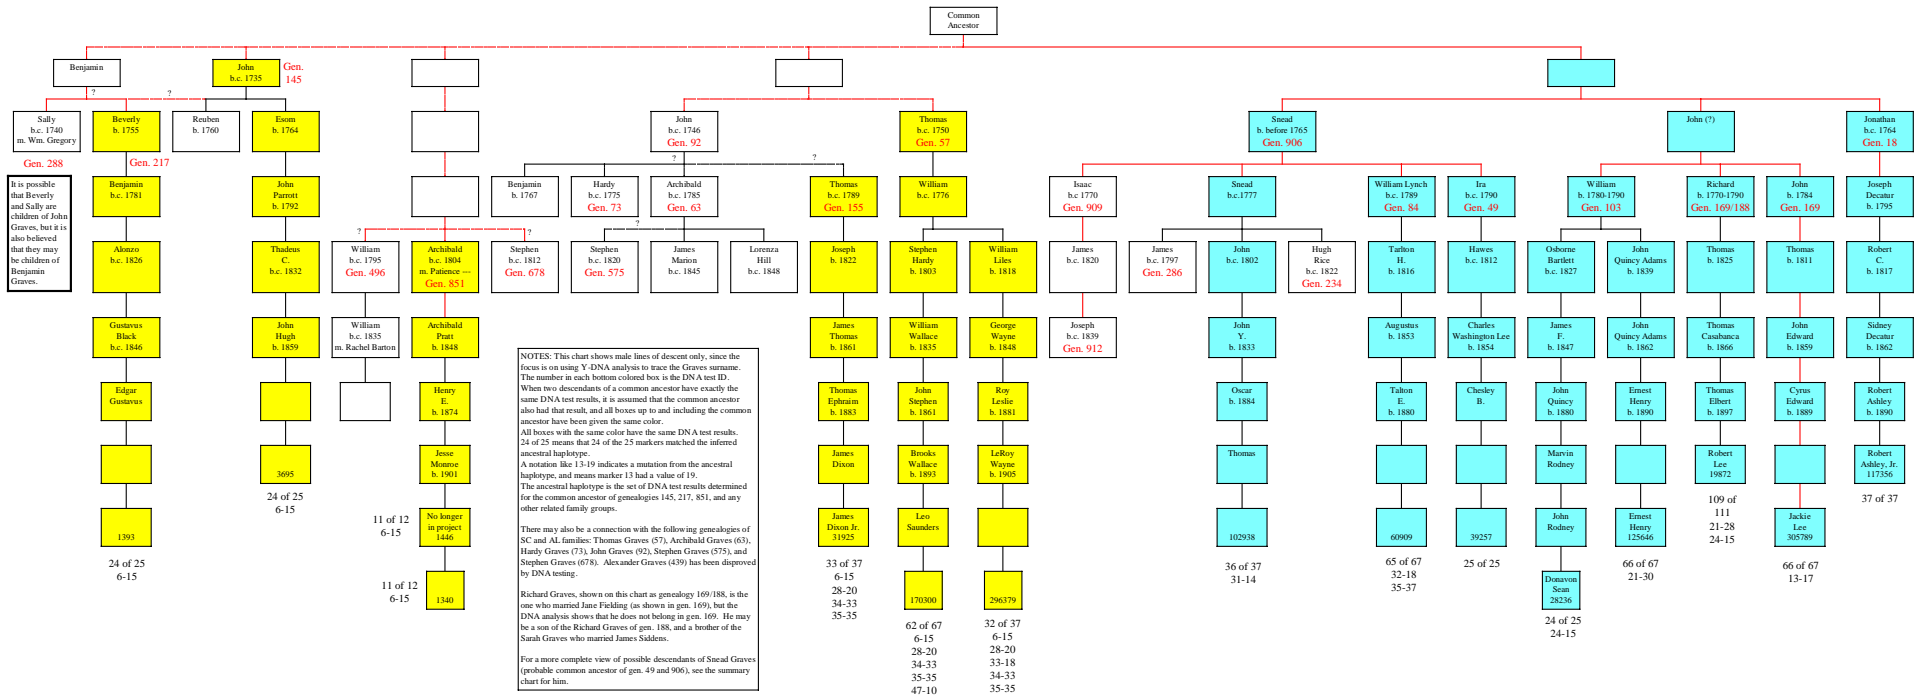 Common
Ancestor
Benjamin
John
b.c. 1735
Gen.
145
?
?
Sally
b.c. 1740
m. Wm. Gregory
Gen. 288
Beverly
b. 1755
Gen. 217
Reuben
b. 1760
Esom
b. 1764
John
b.c. 1746
Gen. 92
Thomas
b.c. 1750
Gen. 57
Snead
b. before 1765
Gen. 906
John (?)
Jonathan
b.c. 1764
Gen. 18
?
?
It is possible
that Beverly
and Sally are
children of John
Graves, but it is
also believed
that they may
be children of
Benjamin
Graves.
Benjamin
b.c. 1781
John
Parrott
b. 1792
Benjamin
b. 1767
Hardy
b.c. 1775
Gen. 73
Archibald
b.c. 1785
Gen. 63
Thomas
b.c. 1789
Gen. 155
William
b.c. 1776
Isaac
b.c 1770
Gen. 909
Snead
b.c.1777
William Lynch
b.c. 1789
Gen. 84
Ira
b.c. 1790
Gen. 49
William
b. 1780-1790
Gen. 103
Richard
b. 1770-1790
Gen. 169/188
John
b. 1784
Gen. 169
Joseph
Decatur
b. 1795
?
?
?
Alonzo
b.c. 1826
Thadeus
C.
b.c. 1832
William
b.c. 1795
Gen. 496
Archibald
b.c. 1804
m. Patience ---
Gen. 851
Stephen
b.c. 1812
Gen. 678
Stephen
b.c. 1820
Gen. 575
James
Marion
b.c. 1845
Lorenza
Hill
b.c. 1848
Joseph
b. 1822
Stephen
Hardy
b. 1803
William
Liles
b. 1818
James
b.c. 1820
James
b.c. 1797
Gen. 286
John
b.c. 1802
Hugh
Rice
b.c. 1822
Gen. 234
Tarlton
H.
b. 1816
Hawes
b.c. 1812
Osborne
Bartlett
b.c. 1827
John
Quincy Adams
b. 1839
Thomas
b. 1825
Thomas
b.c. 1811
Robert
C.
b. 1817
Gustavus
Black
b.c. 1846
John
Hugh
b. 1859
William
b.c. 1835
m. Rachel Barton
Archibald
Pratt
b. 1848
James
Thomas
b. 1861
William
Wallace
b. 1835
George
Wayne
b. 1848
Joseph
b.c. 1839
Gen. 912
John
Y.
b. 1833
Augustus
b. 1853
Charles
Washington Lee
b. 1854
James
F.
b. 1847
John
Quincy Adams
b. 1862
Thomas
Casabanca
b. 1866
John
Edward
b. 1859
Sidney
Decatur
b. 1862
NOTES: This chart shows male lines of descent only, since the
focus is on using Y-DNA analysis to trace the Graves surname.
The number in each bottom colored box is the DNA test ID.
When two descendants of a common ancestor have exactly the
same DNA test results, it is assumed that the common ancestor
also had that result, and all boxes up to and including the common
ancestor have been given the same color.
All boxes with the same color have the same DNA test results.
24 of 25 means that 24 of the 25 markers matched the inferred
ancestral haplotype.
A notation like 13-19 indicates a mutation from the ancestral
haplotype, and means marker 13 had a value of 19.
The ancestral haplotype is the set of DNA test results determined
for the common ancestor of genealogies 145, 217, 851, and any
other related family groups.
There may also be a connection with the following genealogies of
SC and AL families: Thomas Graves (57), Archibald Graves (63),
Hardy Graves (73), John Graves (92), Stephen Graves (575), and
Stephen Graves (678).  Alexander Graves (439) has been disproved
by DNA testing.
Richard Graves, shown on this chart as genealogy 169/188, is the
one who married Jane Fielding (as shown in gen. 169), but the
DNA analysis shows that he does not belong in gen. 169.  He may
be a son of the Richard Graves of gen. 188, and a brother of the
Sarah Graves who married James Siddens.
For a more complete view of possible descendants of Snead Graves
(probable common ancestor of gen. 49 and 906), see the summary
chart for him.
Edgar
Gustavus
Henry
E.
b. 1874
Thomas
Ephraim
b. 1883
John
Stephen
b. 1861
Roy
Leslie
b. 1881
Oscar
b. 1884
Talton
E.
b. 1880
Chesley
B.
John
Quincy
b. 1880
Ernest
Henry
b. 1890
Thomas
Elbert
b. 1897
Cyrus
Edward
b. 1889
Robert
Ashley
b. 1890
3695
24 of 25
6-15
Jesse
Monroe
b. 1901
James
Dixon
Brooks
Wallace
b. 1893
LeRoy
Wayne
b. 1905
Thomas
Marvin
Rodney
Robert
Lee
19872
109 of
111
21-28
24-15
Robert
Ashley, Jr.
117356
37 of 37
1393
24 of 25
6-15
11 of 12
6-15
No longer
in project
1446
11 of 12
6-15
1340
James
Dixon Jr.
31925
33 of 37
6-15
28-20
34-33
35-35
Leo
Saunders
170300
62 of 67
6-15
28-20
34-33
35-35
47-10
296379
32 of 37
6-15
28-20
33-18
34-33
35-35
102938
36 of 37
31-14
60909
65 of 67
32-18
35-37
39257
25 of 25
John
Rodney
Donavon
Sean
28236
24 of 25
24-15
Ernest
Henry
125646
66 of 67
21-30
Jackie
Lee
305789
66 of 67
13-17